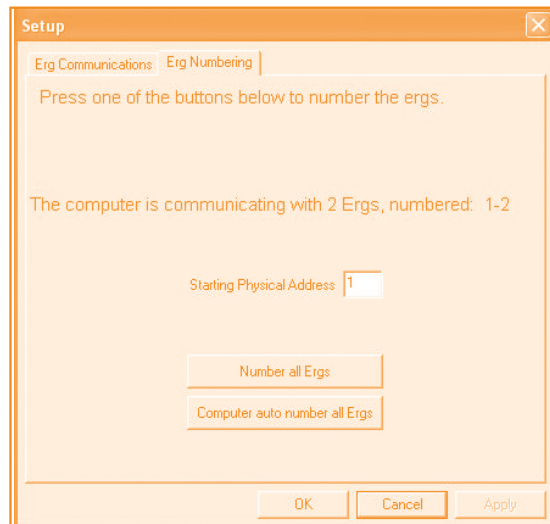 Setup
Erg Communications Erg Numbering
Press one of the buttons below to number the ergs.
The computer is communicating with 2 Ergs, numbered: 1-2
Starting Physical Address 1
Number all Ergs
Computer auto number all Ergs
OK Cancel Apply